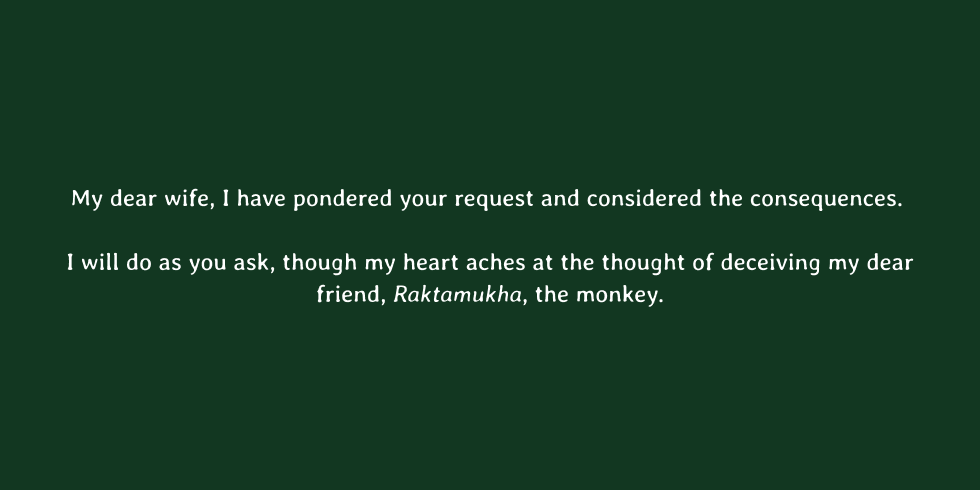 My dear wife, I have pondered your request and considered the consequences.
I will do as you ask, though my heart aches at the thought of deceiving my dear
friend, Raktamukha, the monkey.